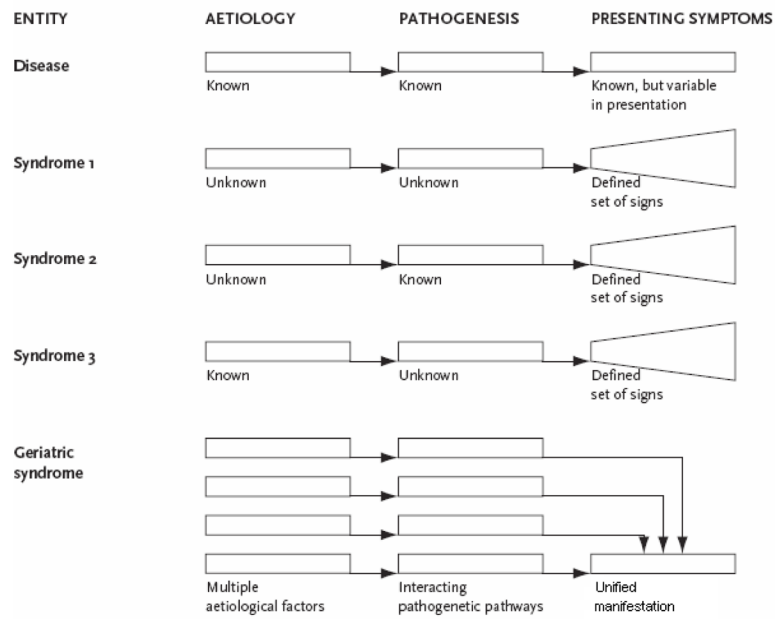 ENTITY AETIOLOGY PATHOGENESIS PRESENTING SYMPTOMS
Disease
Known Known Known, but variable
in presentation
Syndrome 1
Unknown Unknown Defined
set of signs
Syndrome 2
Unknown Known Defined
set of signs
Syndrome 3
Known Unknown Defined
set of signs
Geriatric
syndrome
Multiple Interacting Unified
aetiological factors pathogenetic pathways manifestation